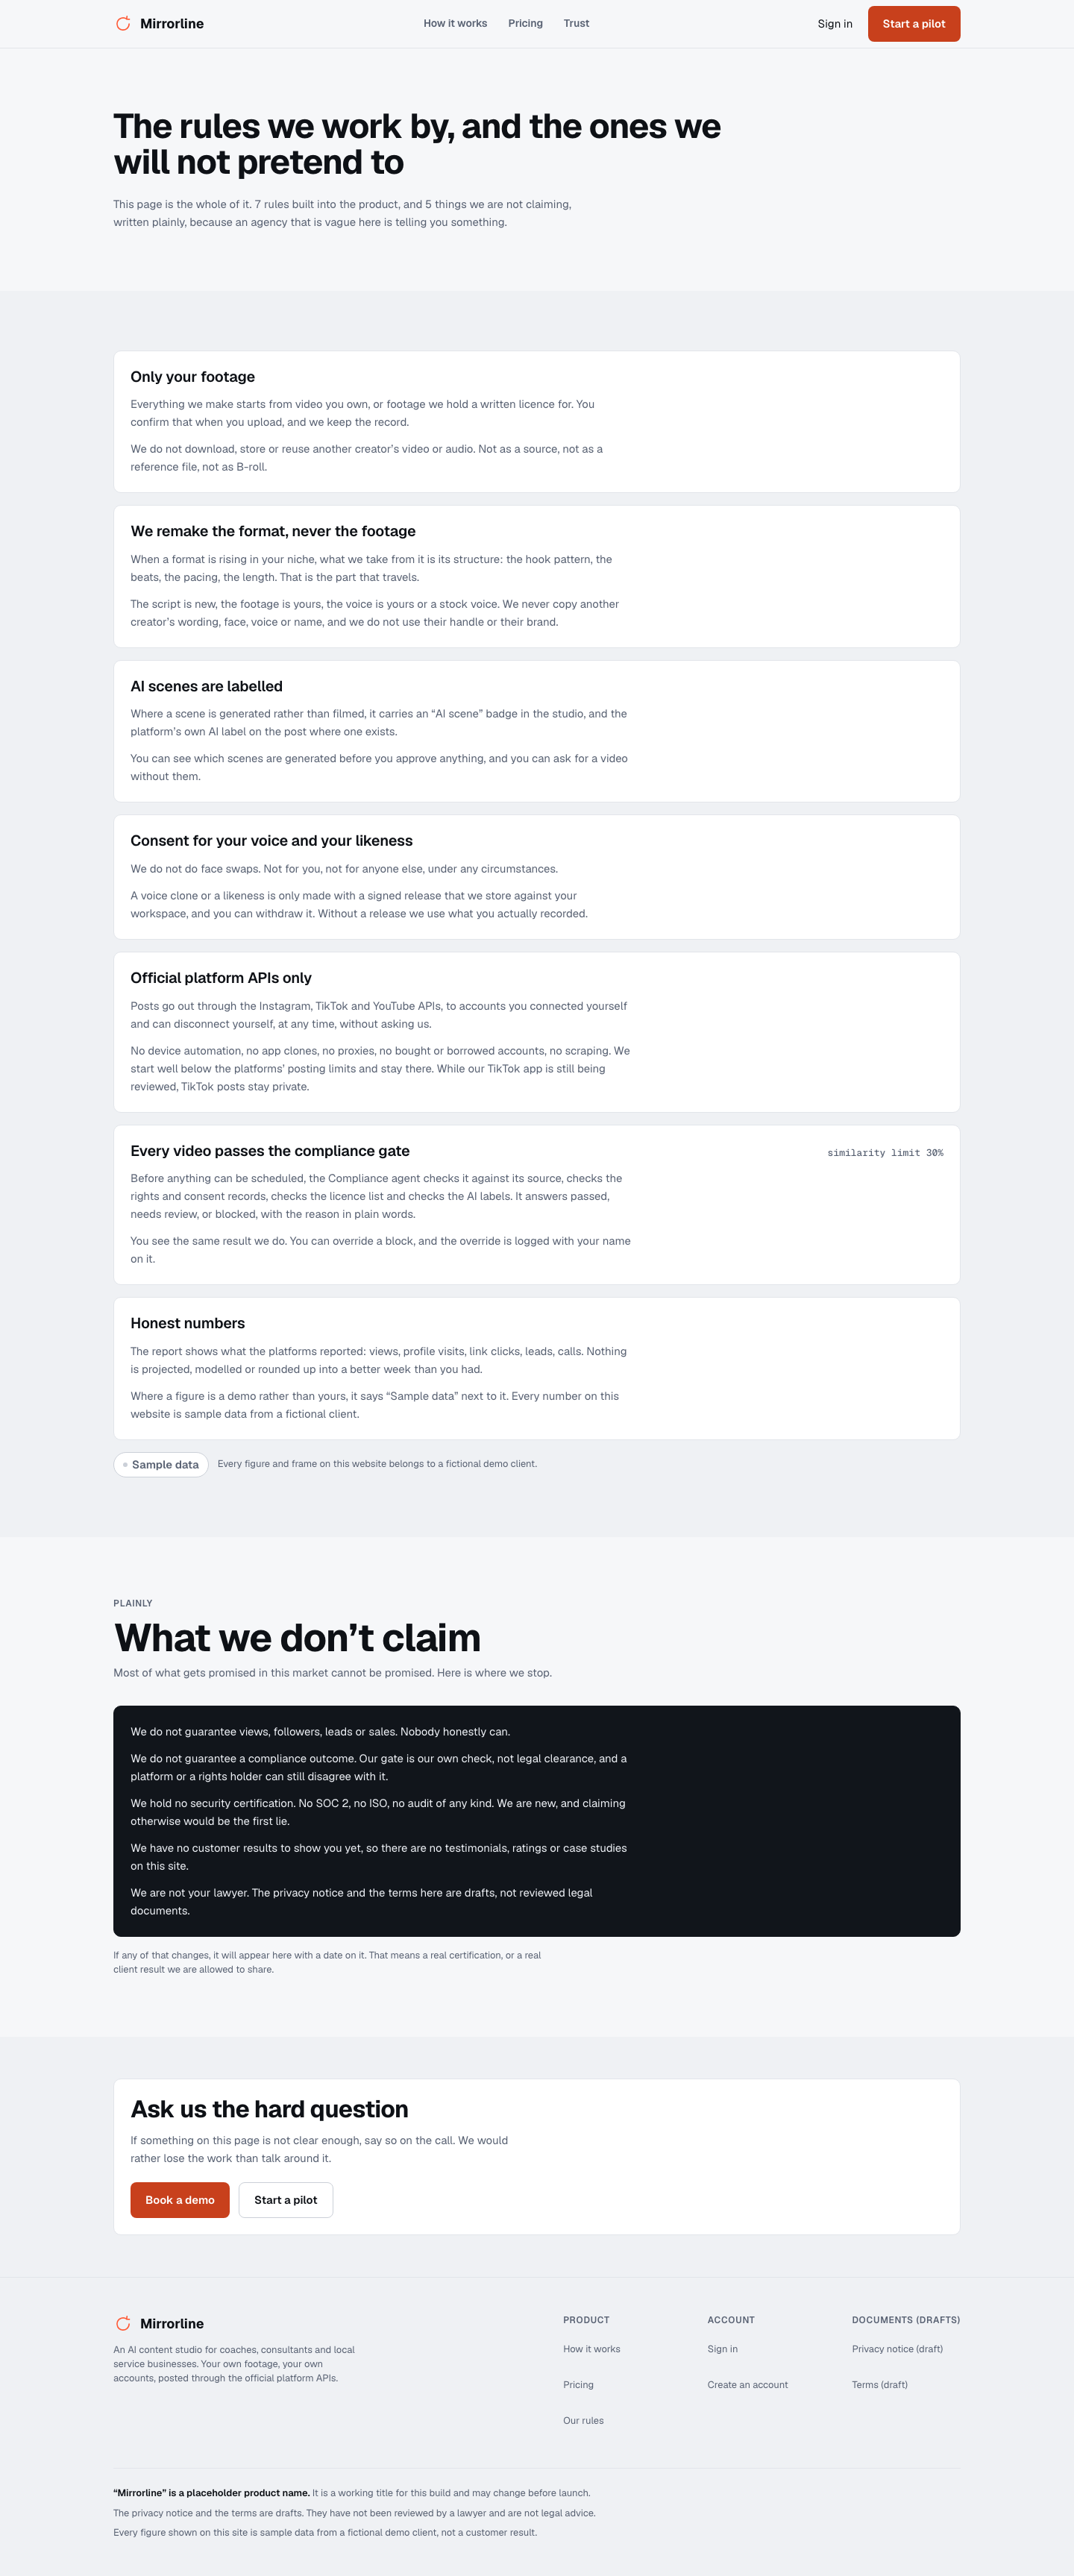 Mirrorline
How it works
Pricing
Trust
Sign in
Start a pilot
The rules we work by, and the ones we
will not pretend to
This page is the whole of it. 7 rules built into the product, and 5 things we are not claiming,
written plainly, because an agency that is vague here is telling you something.
Only your footage
Everything we make starts from video you own, or footage we hold a written licence for. You
confirm that when you upload, and we keep the record.
We do not download, store or reuse another creator’s video or audio. Not as a source, not as a
reference file, not as B-roll.
We remake the format, never the footage
When a format is rising in your niche, what we take from it is its structure: the hook pattern, the
beats, the pacing, the length. That is the part that travels.
The script is new, the footage is yours, the voice is yours or a stock voice. We never copy another
creator’s wording, face, voice or name, and we do not use their handle or their brand.
AI scenes are labelled
Where a scene is generated rather than filmed, it carries an “AI scene” badge in the studio, and the
platform’s own AI label on the post where one exists.
You can see which scenes are generated before you approve anything, and you can ask for a video
without them.
Consent for your voice and your likeness
We do not do face swaps. Not for you, not for anyone else, under any circumstances.
A voice clone or a likeness is only made with a signed release that we store against your
workspace, and you can withdraw it. Without a release we use what you actually recorded.
Official platform APIs only
Posts go out through the Instagram, TikTok and YouTube APIs, to accounts you connected yourself
and can disconnect yourself, at any time, without asking us.
No device automation, no app clones, no proxies, no bought or borrowed accounts, no scraping. We
start well below the platforms’ posting limits and stay there. While our TikTok app is still being
reviewed, TikTok posts stay private.
Every video passes the compliance gate
similarity limit 30%
Before anything can be scheduled, the Compliance agent checks it against its source, checks the
rights and consent records, checks the licence list and checks the AI labels. It answers passed,
needs review, or blocked, with the reason in plain words.
You see the same result we do. You can override a block, and the override is logged with your name
on it.
Honest numbers
The report shows what the platforms reported: views, profile visits, link clicks, leads, calls. Nothing
is projected, modelled or rounded up into a better week than you had.
Where a figure is a demo rather than yours, it says “Sample data” next to it. Every number on this
website is sample data from a fictional client.
Sample data
Every figure and frame on this website belongs to a fictional demo client.
PLAINLY
What we don’t claim
Most of what gets promised in this market cannot be promised. Here is where we stop.
We do not guarantee views, followers, leads or sales. Nobody honestly can.
We do not guarantee a compliance outcome. Our gate is our own check, not legal clearance, and a
platform or a rights holder can still disagree with it.
We hold no security certification. No SOC 2, no ISO, no audit of any kind. We are new, and claiming
otherwise would be the first lie.
We have no customer results to show you yet, so there are no testimonials, ratings or case studies
on this site.
We are not your lawyer. The privacy notice and the terms here are drafts, not reviewed legal
documents.
If any of that changes, it will appear here with a date on it. That means a real certification, or a real
client result we are allowed to share.
Ask us the hard question
If something on this page is not clear enough, say so on the call. We would
rather lose the work than talk around it.
Book a demo
Start a pilot
Mirrorline
An AI content studio for coaches, consultants and local
service businesses. Your own footage, your own
accounts, posted through the official platform APIs.
PRODUCT
How it works
Pricing
Our rules
ACCOUNT
Sign in
Create an account
DOCUMENTS (DRAFTS)
Privacy notice (draft)
Terms (draft)
“Mirrorline” is a placeholder product name. It is a working title for this build and may change before launch.
The privacy notice and the terms are drafts. They have not been reviewed by a lawyer and are not legal advice.
Every figure shown on this site is sample data from a fictional demo client, not a customer result.